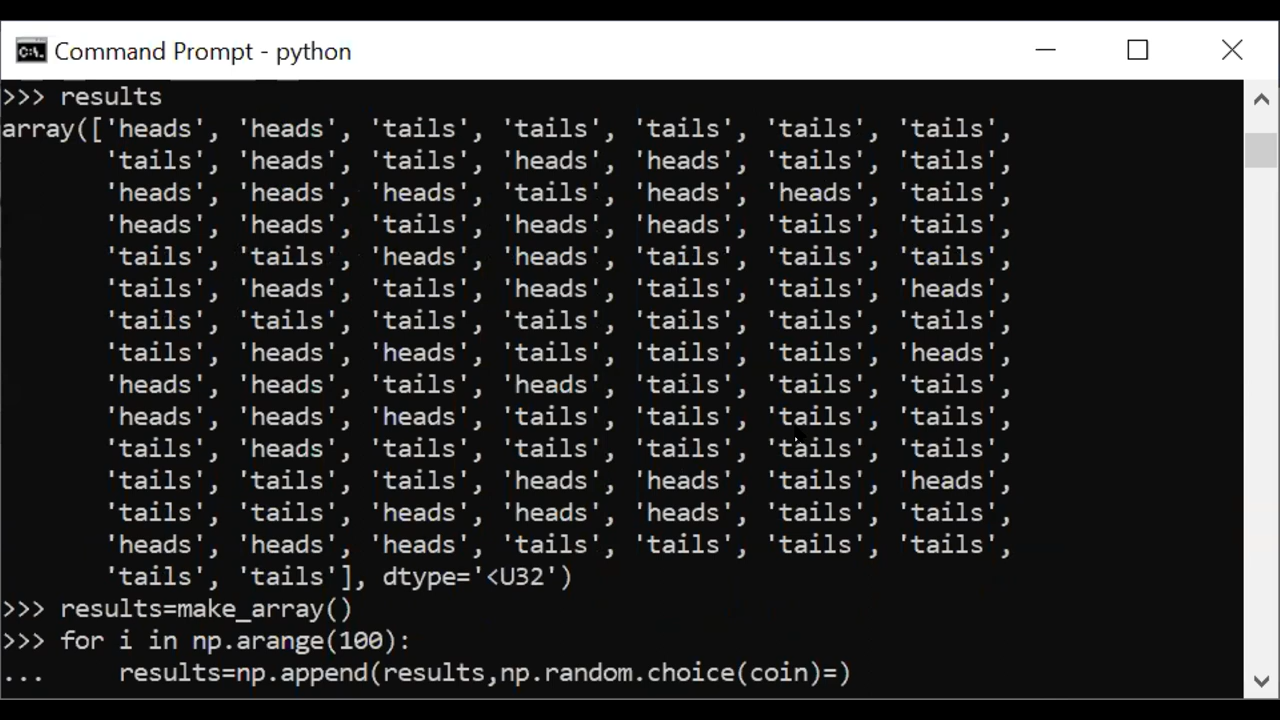 Command Prompt - python
>>> results
array(['heads', 'heads', 'tails', 'tails', 'tails', 'tails', 'tails',
'tails', 'heads', 'tails', 'heads', 'heads', 'tails', 'tails',
'heads', 'heads', 'heads', 'tails', 'heads', 'heads', 'tails',
'heads', 'heads', 'tails', 'heads', 'heads', 'tails', 'tails',
'tails', 'tails', 'heads', 'heads', 'tails', 'tails', 'tails',
'tails', 'heads', 'tails', 'heads', 'tails', 'tails', 'heads',
'tails', 'tails', 'tails', 'tails', 'tails', 'tails', 'tails',
'tails', 'heads', 'heads', 'tails', 'tails', 'tails', 'heads',
'heads', 'heads', 'tails', 'heads', 'tails', 'tails', 'tails',
'heads', 'heads', 'heads', 'tails', 'tails', 'tails', 'tails',
'tails', 'heads', 'tails', 'tails', 'tails', 'tails', 'tails',
'tails', 'tails', 'tails', 'heads', 'heads', 'tails', 'heads',
'tails', 'tails', 'heads', 'heads', 'heads', 'tails', 'tails',
'heads', 'heads', 'heads', 'tails', 'tails', 'tails', 'tails',
'tails', 'tails'], dtype='<U32')
>>> results=make_array()
>>> for i in np.arange(100):
... results=np.append(results,np.random.choice(coin)=)